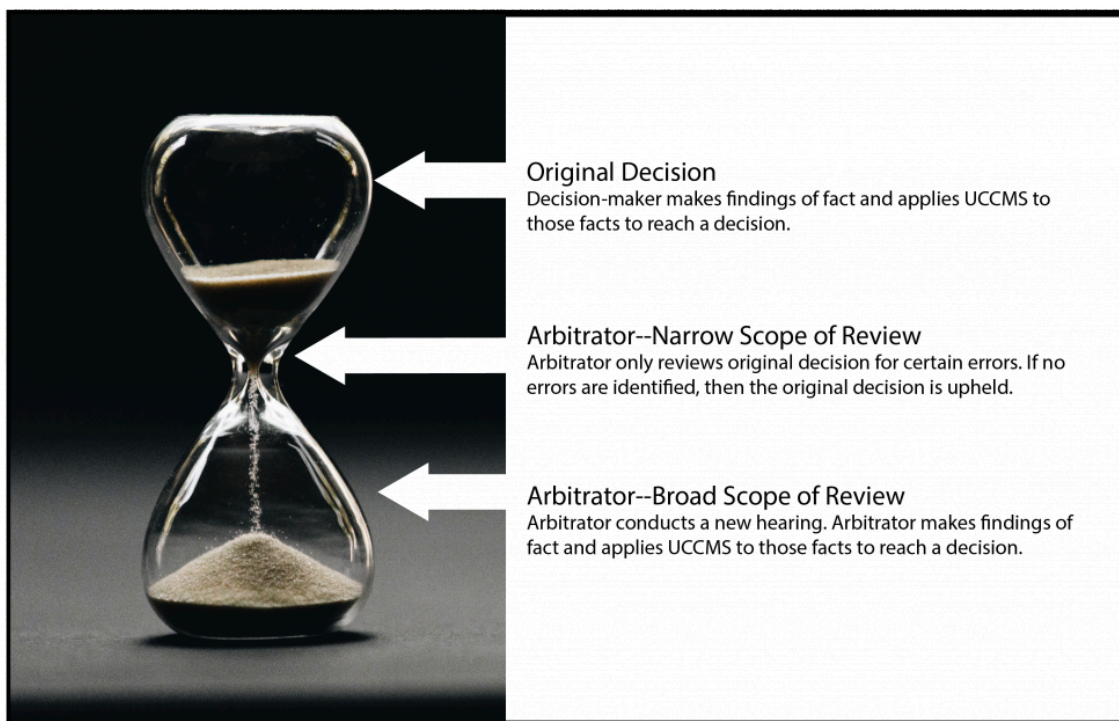 Original Decision
Decision-maker makes findings of fact and applies UCCMS to
those facts to reach a decision.
Arbitrator--Narrow Scope of Review
Arbitrator only reviews original decision for certain errors. If no
errors are identified, then the original decision is upheld.
Arbitrator--Broad Scope of Review
Arbitrator conducts a new hearing. Arbitrator makes findings of
fact and applies UCCMS to those facts to reach a decision.